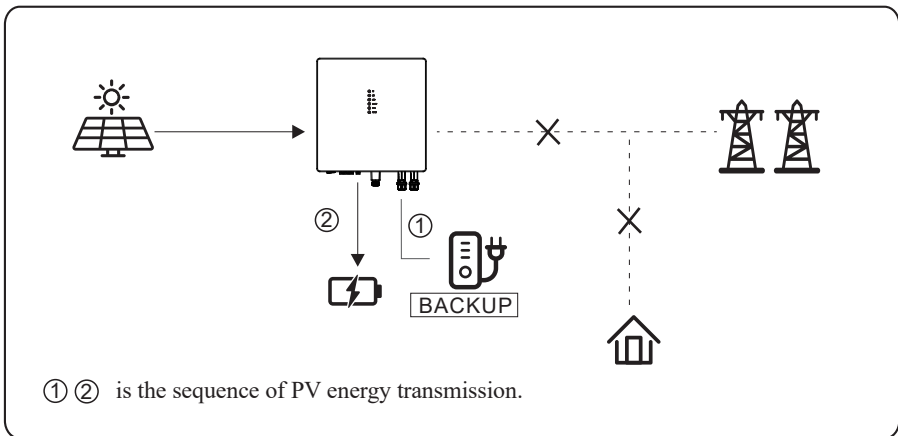 ②
①
BACKUP
① ② is the sequence of PV energy transmission.